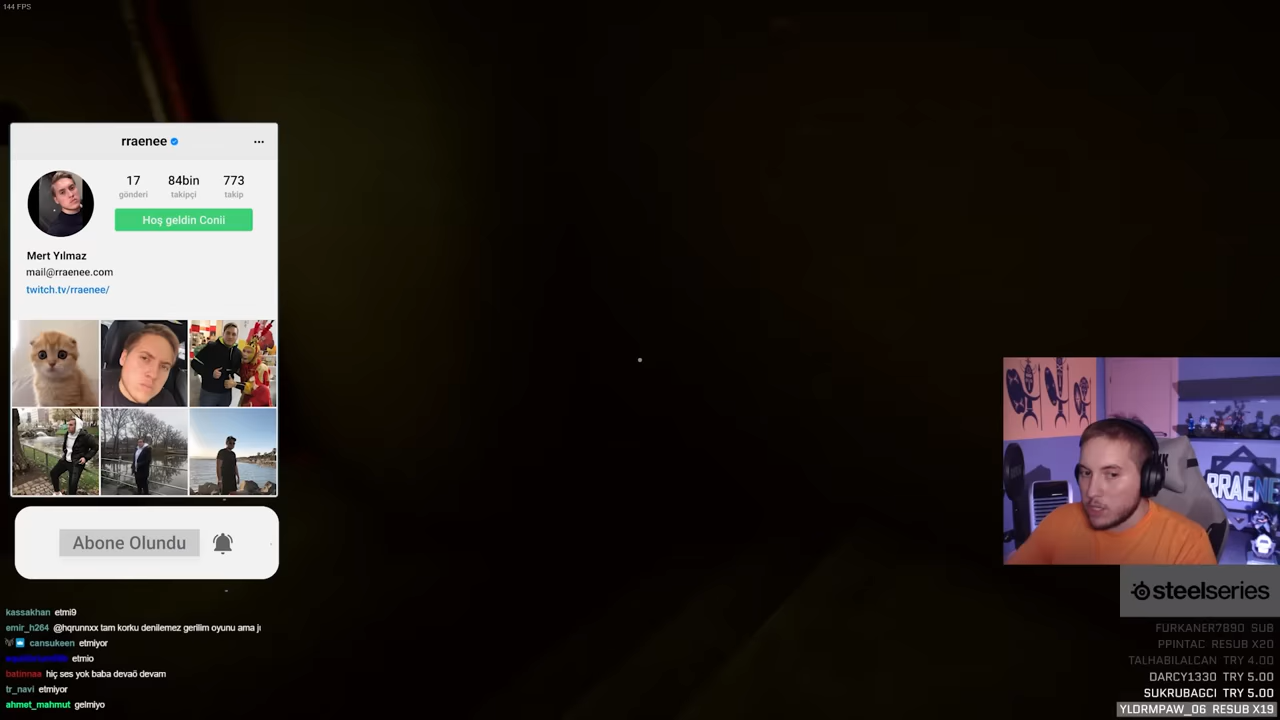 144 FPS
rraenee
17
84bin
773
gönderi
takipçi
takip
Hoş geldin Conii
Mert Yılmaz
mail@rraenee.com
twitch.tv/rraenee/
Abone Olundu
kassakhan etmi9
emir_h264 @hqrunnxx tam korku denilemez gerilim oyunu ama
cansukeen etmiyor
etmio
batinnaa hiç ses yok baba devaö devam
tr_navi etmiyor
ahmet_mahmut gelmiyo
RRAENE
steelseries
FURKANER7890 SUB
PPINTAC RESUB X20
TALHABILALCAN TRY 4.00
DARCY1330 TRY 5.00
SUKRUBAGCI TRY 5.00
YLDRMPAW_06 RESUB X19